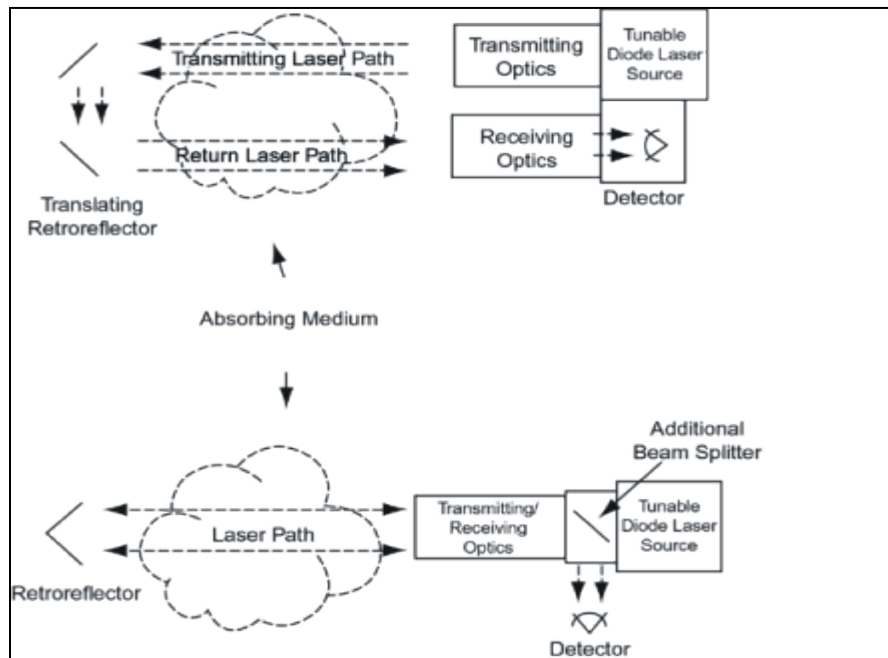 Transmitting Laser Path
Transmitting
Optics
Tunable
Diode Laser
Source
Return Laser Path
Receiving
Optics
Detector
Translating
Retroreflector
Absorbing Medium
Additional
Beam Splitter
Laser Path
Transmitting/
Receiving
Optics
Tunable
Diode Laser
Source
Retroreflector
Detector